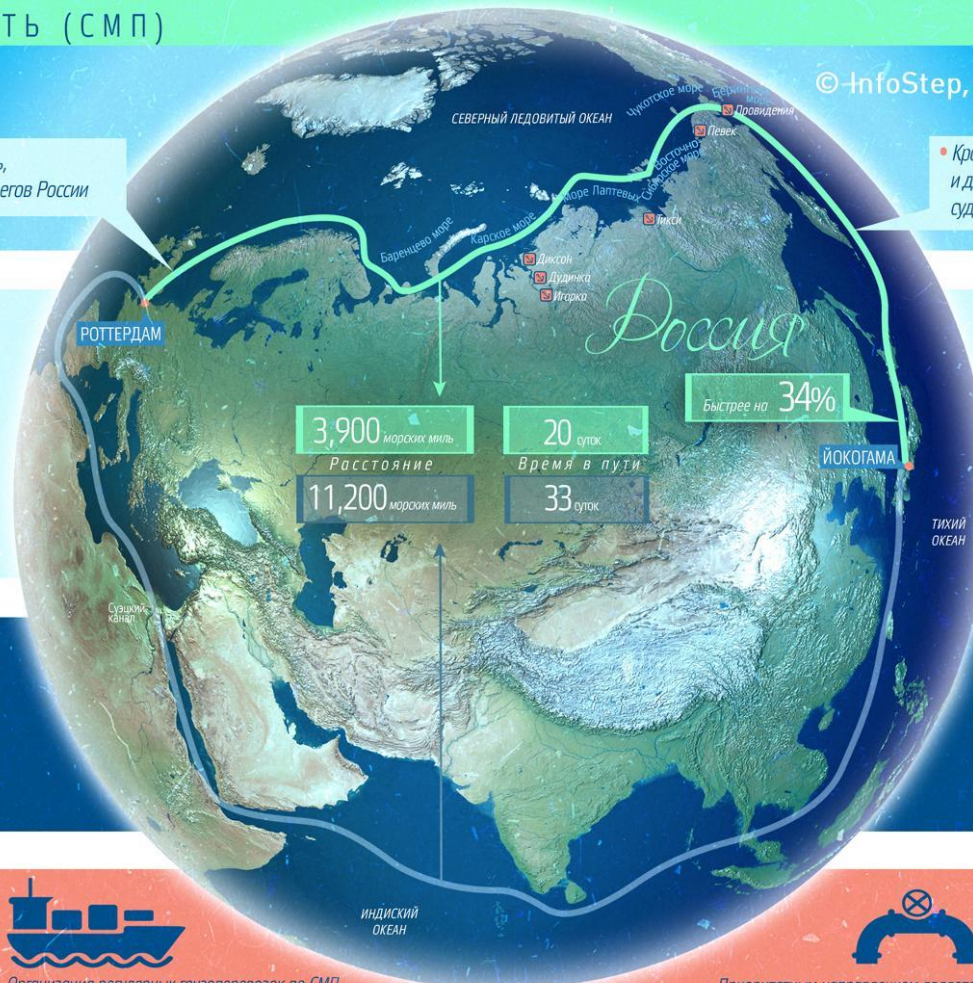 ТЬ (СМП)
© InfoStep,
СЕВЕРНЫЙ ЛЕДОВИТЫЙ ОКЕАН
Чукотское море
Провидения
Певек
егов России
Восточно-
Сибирское море
море Лаптевых
Тикси
Карское море
Баренцево море
Диксон
Дудинка
Игарка
Россия
РОТТЕРДАМ
Быстрее на 34%
3,900 морских миль
20 суток
Расстояние
Время в пути
11,200 морских миль
33 суток
ЙОКОГАМА
ТИХИЙ
ОКЕАН
Суэцкий
канал
ИНДИСКИЙ
ОКЕАН